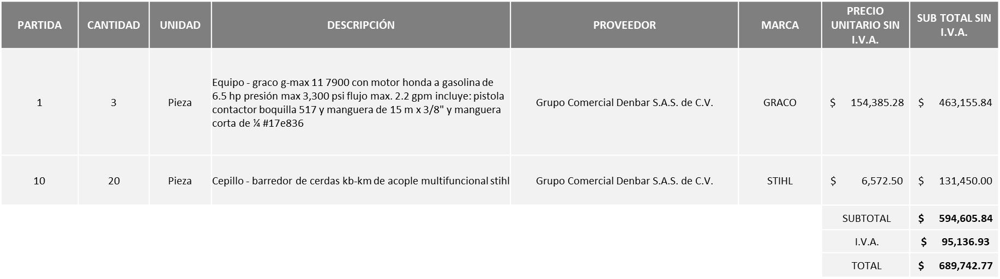 PARTIDA CANTIDAD UNIDAD DESCRIPCIÓN PROVEEDOR MARCA PRECIO UNITARIO SIN I.V.A. SUB TOTAL SIN I.V.A.
1 3 Pieza Equipo - graco g-max 11 7900 con motor honda a gasolina de
6.5 hp presión max 3,300 psi flujo max. 2.2 gpm incluye: pistola
contactor boquilla 517 y manguera de 15 m x 3/8" y manguera
corta de ¼ #17e836 Grupo Comercial Denbar S.A.S. de C.V. GRACO $ 154,385.28 $ 463,155.84
10 20 Pieza Cepillo - barredor de cerdas kb-km de acople multifuncional stihl Grupo Comercial Denbar S.A.S. de C.V. STIHL $ 6,572.50 $ 131,450.00
SUBTOTAL $ 594,605.84
I.V.A. $ 95,136.93
TOTAL $ 689,742.77